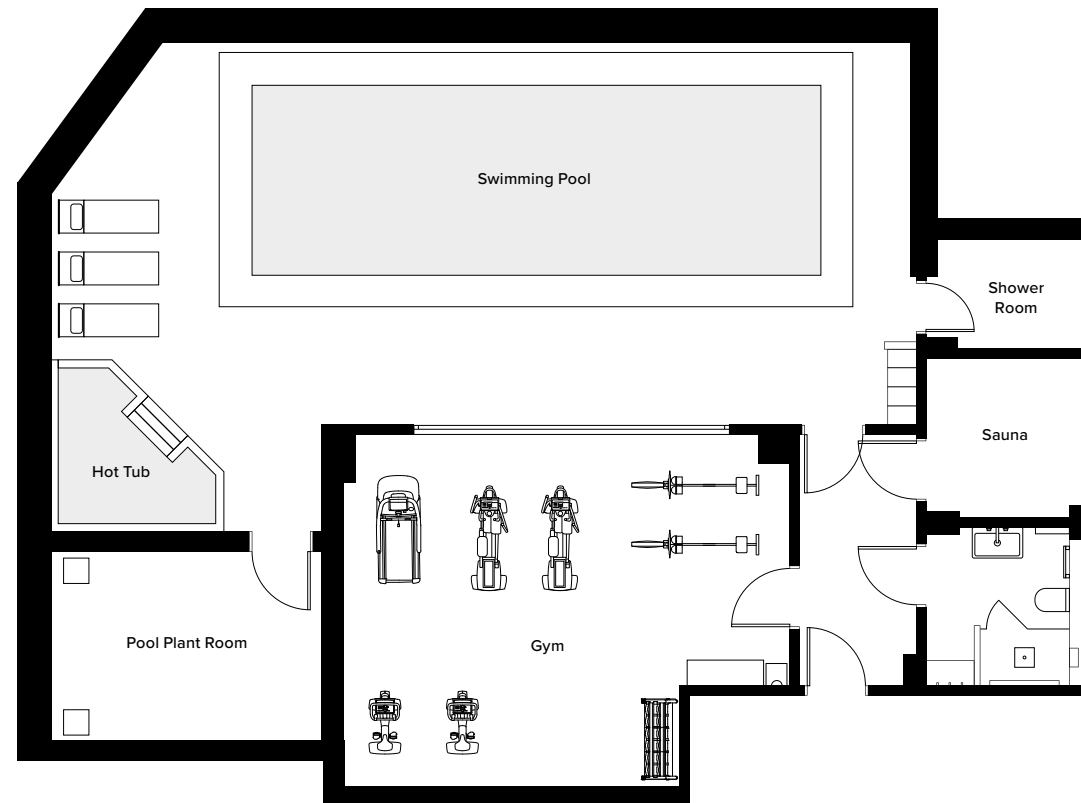 Swimming Pool
Shower
Room
Sauna
Hot Tub
Pool Plant Room
Gym